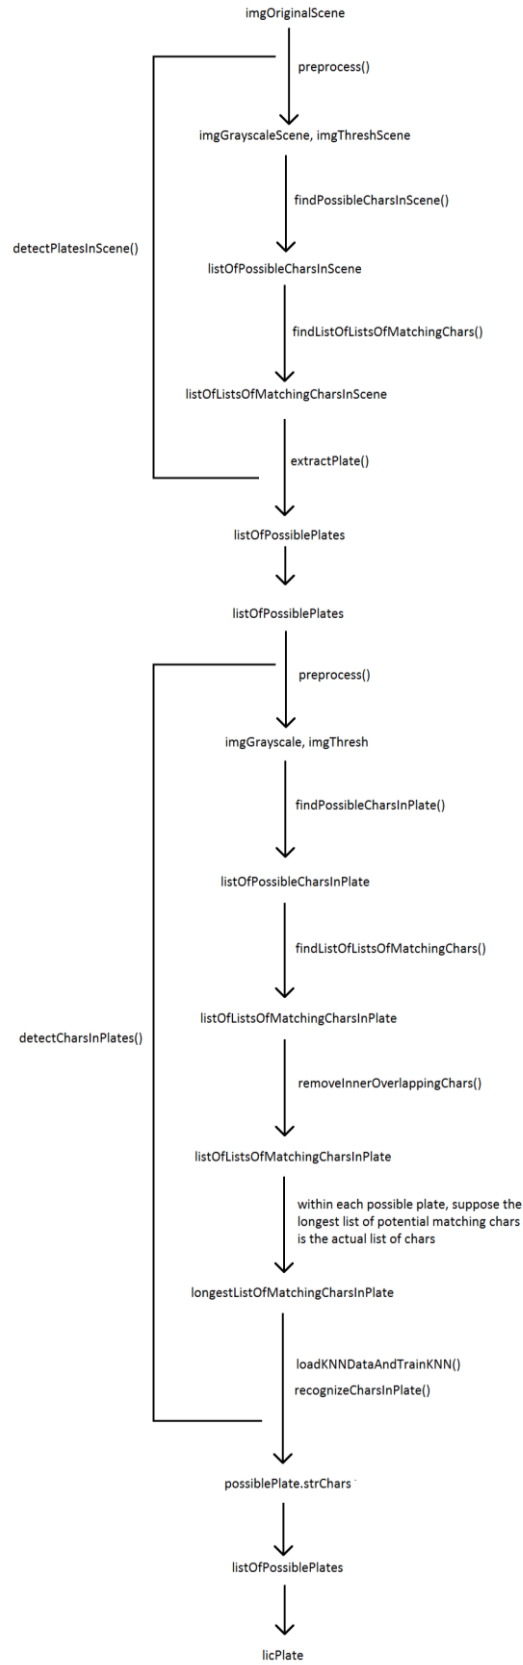 imgOriginalScene
preprocess()
imgGrayscaleScene, imgThreshScene
findPossibleCharsInScene()
detectPlatesInScene()
listOfPossibleCharsInScene
findListOfListsOfMatchingChars()
listOfListsOfMatchingCharsInScene
extractPlate()
listOfPossiblePlates
listOfPossiblePlates
preprocess()
imgGrayscale, imgThresh
findPossibleCharsInPlate()
listOfPossibleCharsInPlate
findListOfListsOfMatchingChars()
listOfListsOfMatchingCharsInPlate
detectCharsInPlates()
removeInnerOverlappingChars()
listOfListsOfMatchingCharsInPlate
within each possible plate, suppose the
longest list of potential matching chars
is the actual list of chars
longestListOfMatchingCharsInPlate
loadKNNDataAndTrainKNN()
recognizeCharsInPlate()
possiblePlate.strChars
listOfPossiblePlates
licPlate